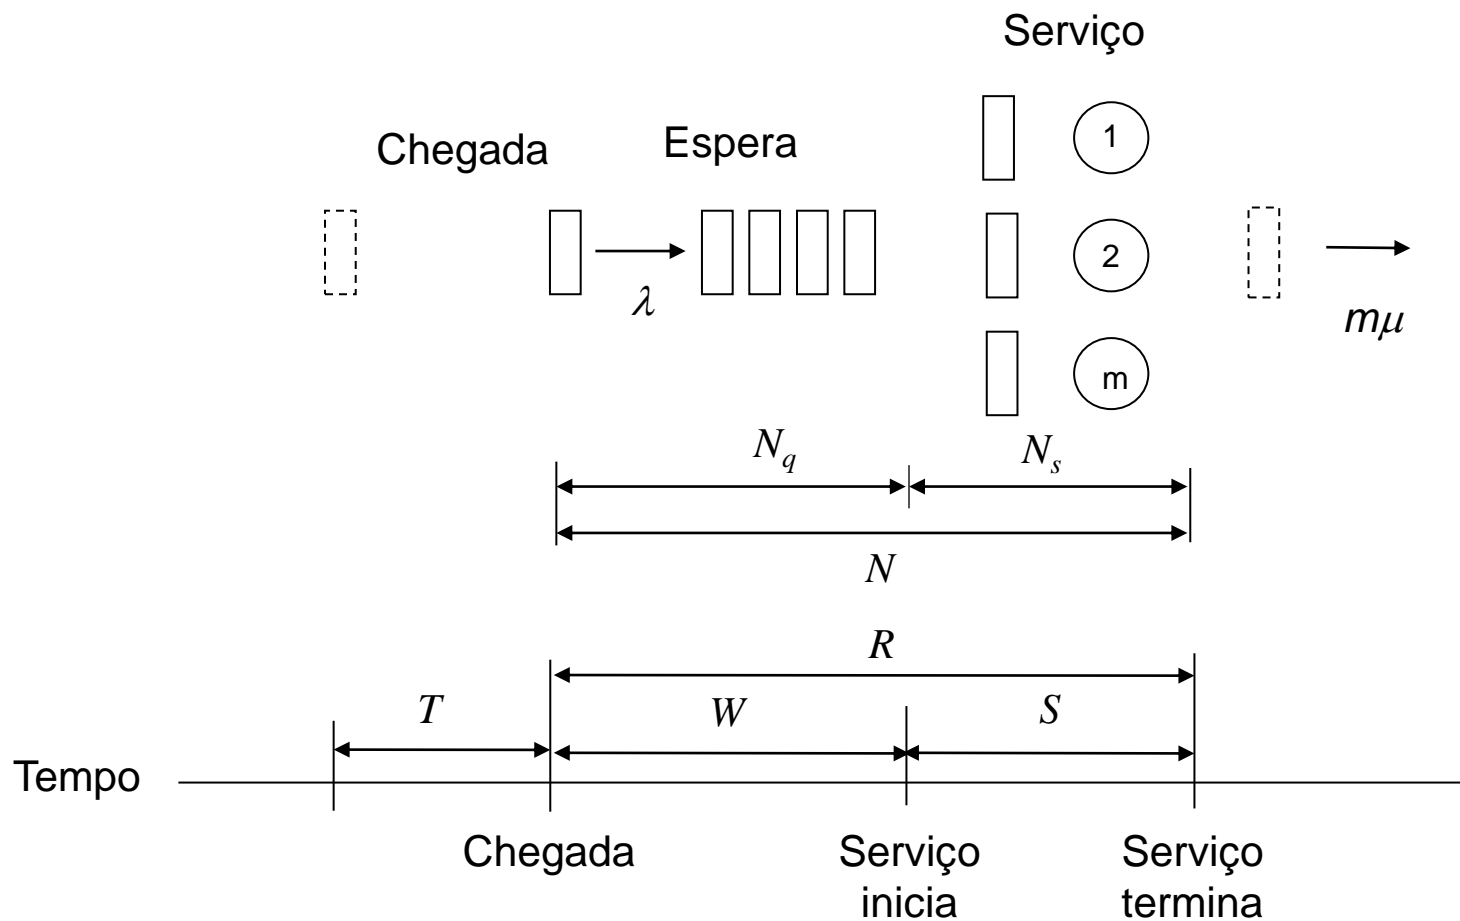 Serviço
Chegada
Espera
1
2
m
λ
mμ
N_q
N_s
N
R
T
W
S
Tempo
Chegada
Serviço
inicia
Serviço
termina